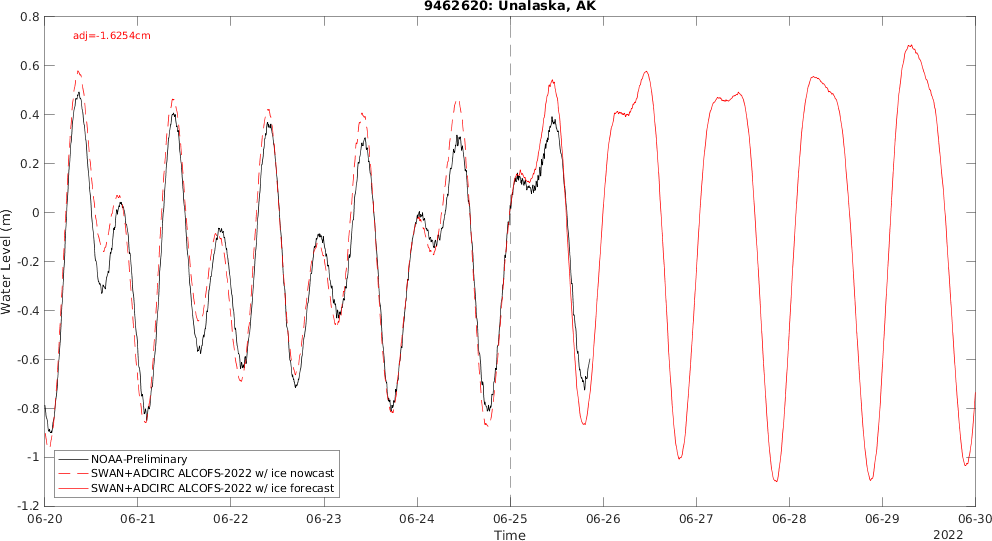 9462620: Unalaska, AK
adj=-1.6254cm
Water Level (m)
0.8
0.6
0.4
0.2
0
-0.2
-0.4
-0.6
-0.8
-1
-1.2
NOAA-Preliminary
SWAN+ADCIRC ALCOFS-2022 w/ ice nowcast
SWAN+ADCIRC ALCOFS-2022 w/ ice forecast
06-20 06-21 06-22 06-23 06-24 06-25 06-26 06-27 06-28 06-29 06-30
Time
2022